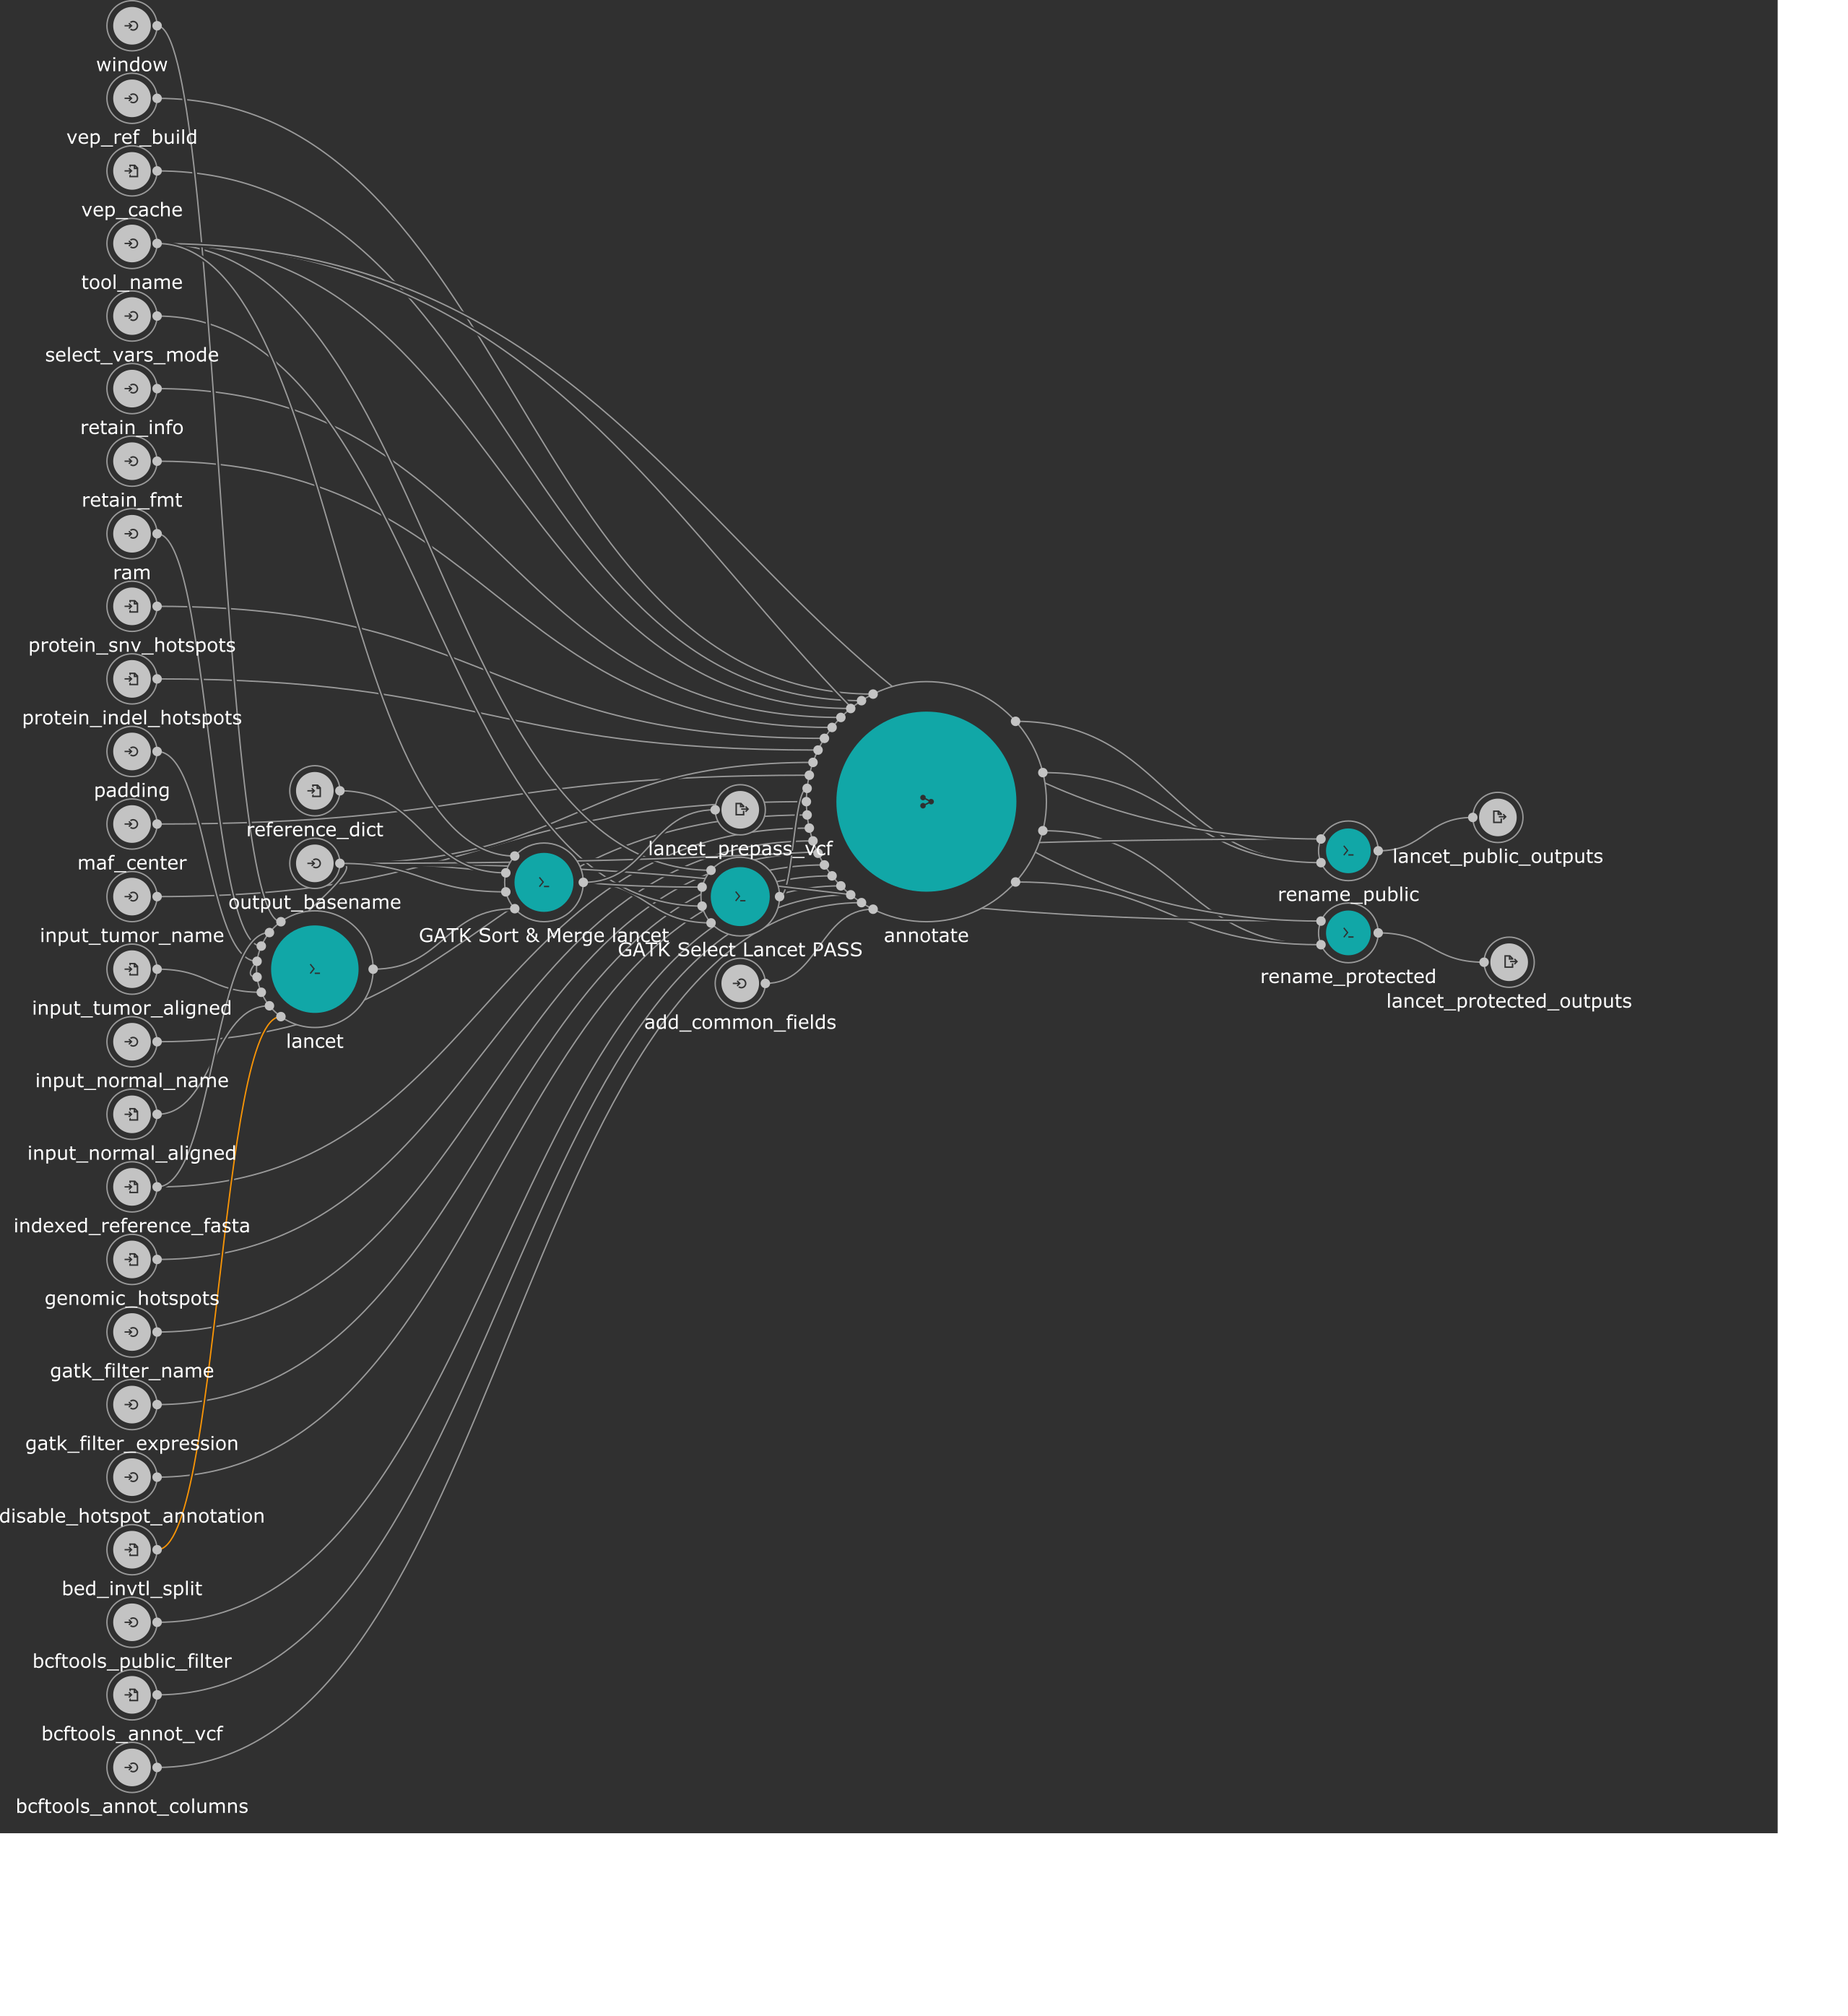 window
vep_ref_build
vep_cache
tool_name
select_vars_mode
retain_info
retain_fmt
ram
protein_snv_hotspots
protein_indel_hotspots
padding
maf_center
input_tumor_name
input_tumor_aligned
input_normal_name
input_normal_aligned
indexed_reference_fasta
genomic_hotspots
gatk_filter_name
gatk_filter_expression
disable_hotspot_annotation
bed_invtl_split
bcftools_public_filter
bcftools_annot_vcf
bcftools_annot_columns
reference_dict
output_basename
lancet
GATK Sort & Merge lancet
lancet_prepass_vcf
GATK Select Lancet PASS
add_common_fields
annotate
rename_public
rename_protected
lancet_public_outputs
lancet_protected_outputs